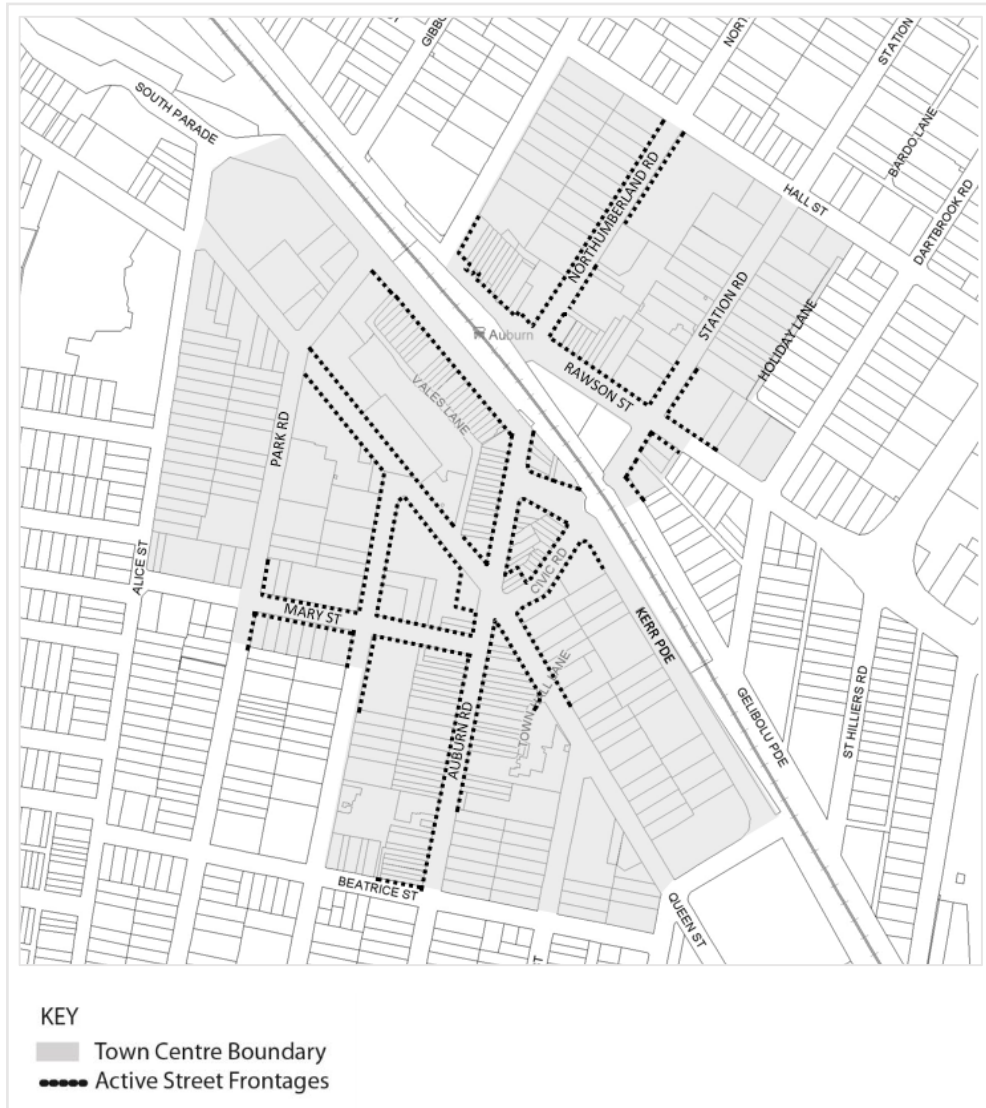 SOUTH PARADE
STATION
BARDO LANE
DARTBROOK RD
HALL ST
NORTHUMBERLAND RD
STATION RD
HOLIDAY LANE
Auburn
RAWSON ST
VALES LANE
PARK RD
ALICE ST
CIVIC RD
MARY ST
KERR PDE
TOWN HALL LANE
AUBURN RD
GELIBOLU PDE
ST HILLIERS RD
BEATRICE ST
QUEEN ST
KEY
Town Centre Boundary
Active Street Frontages